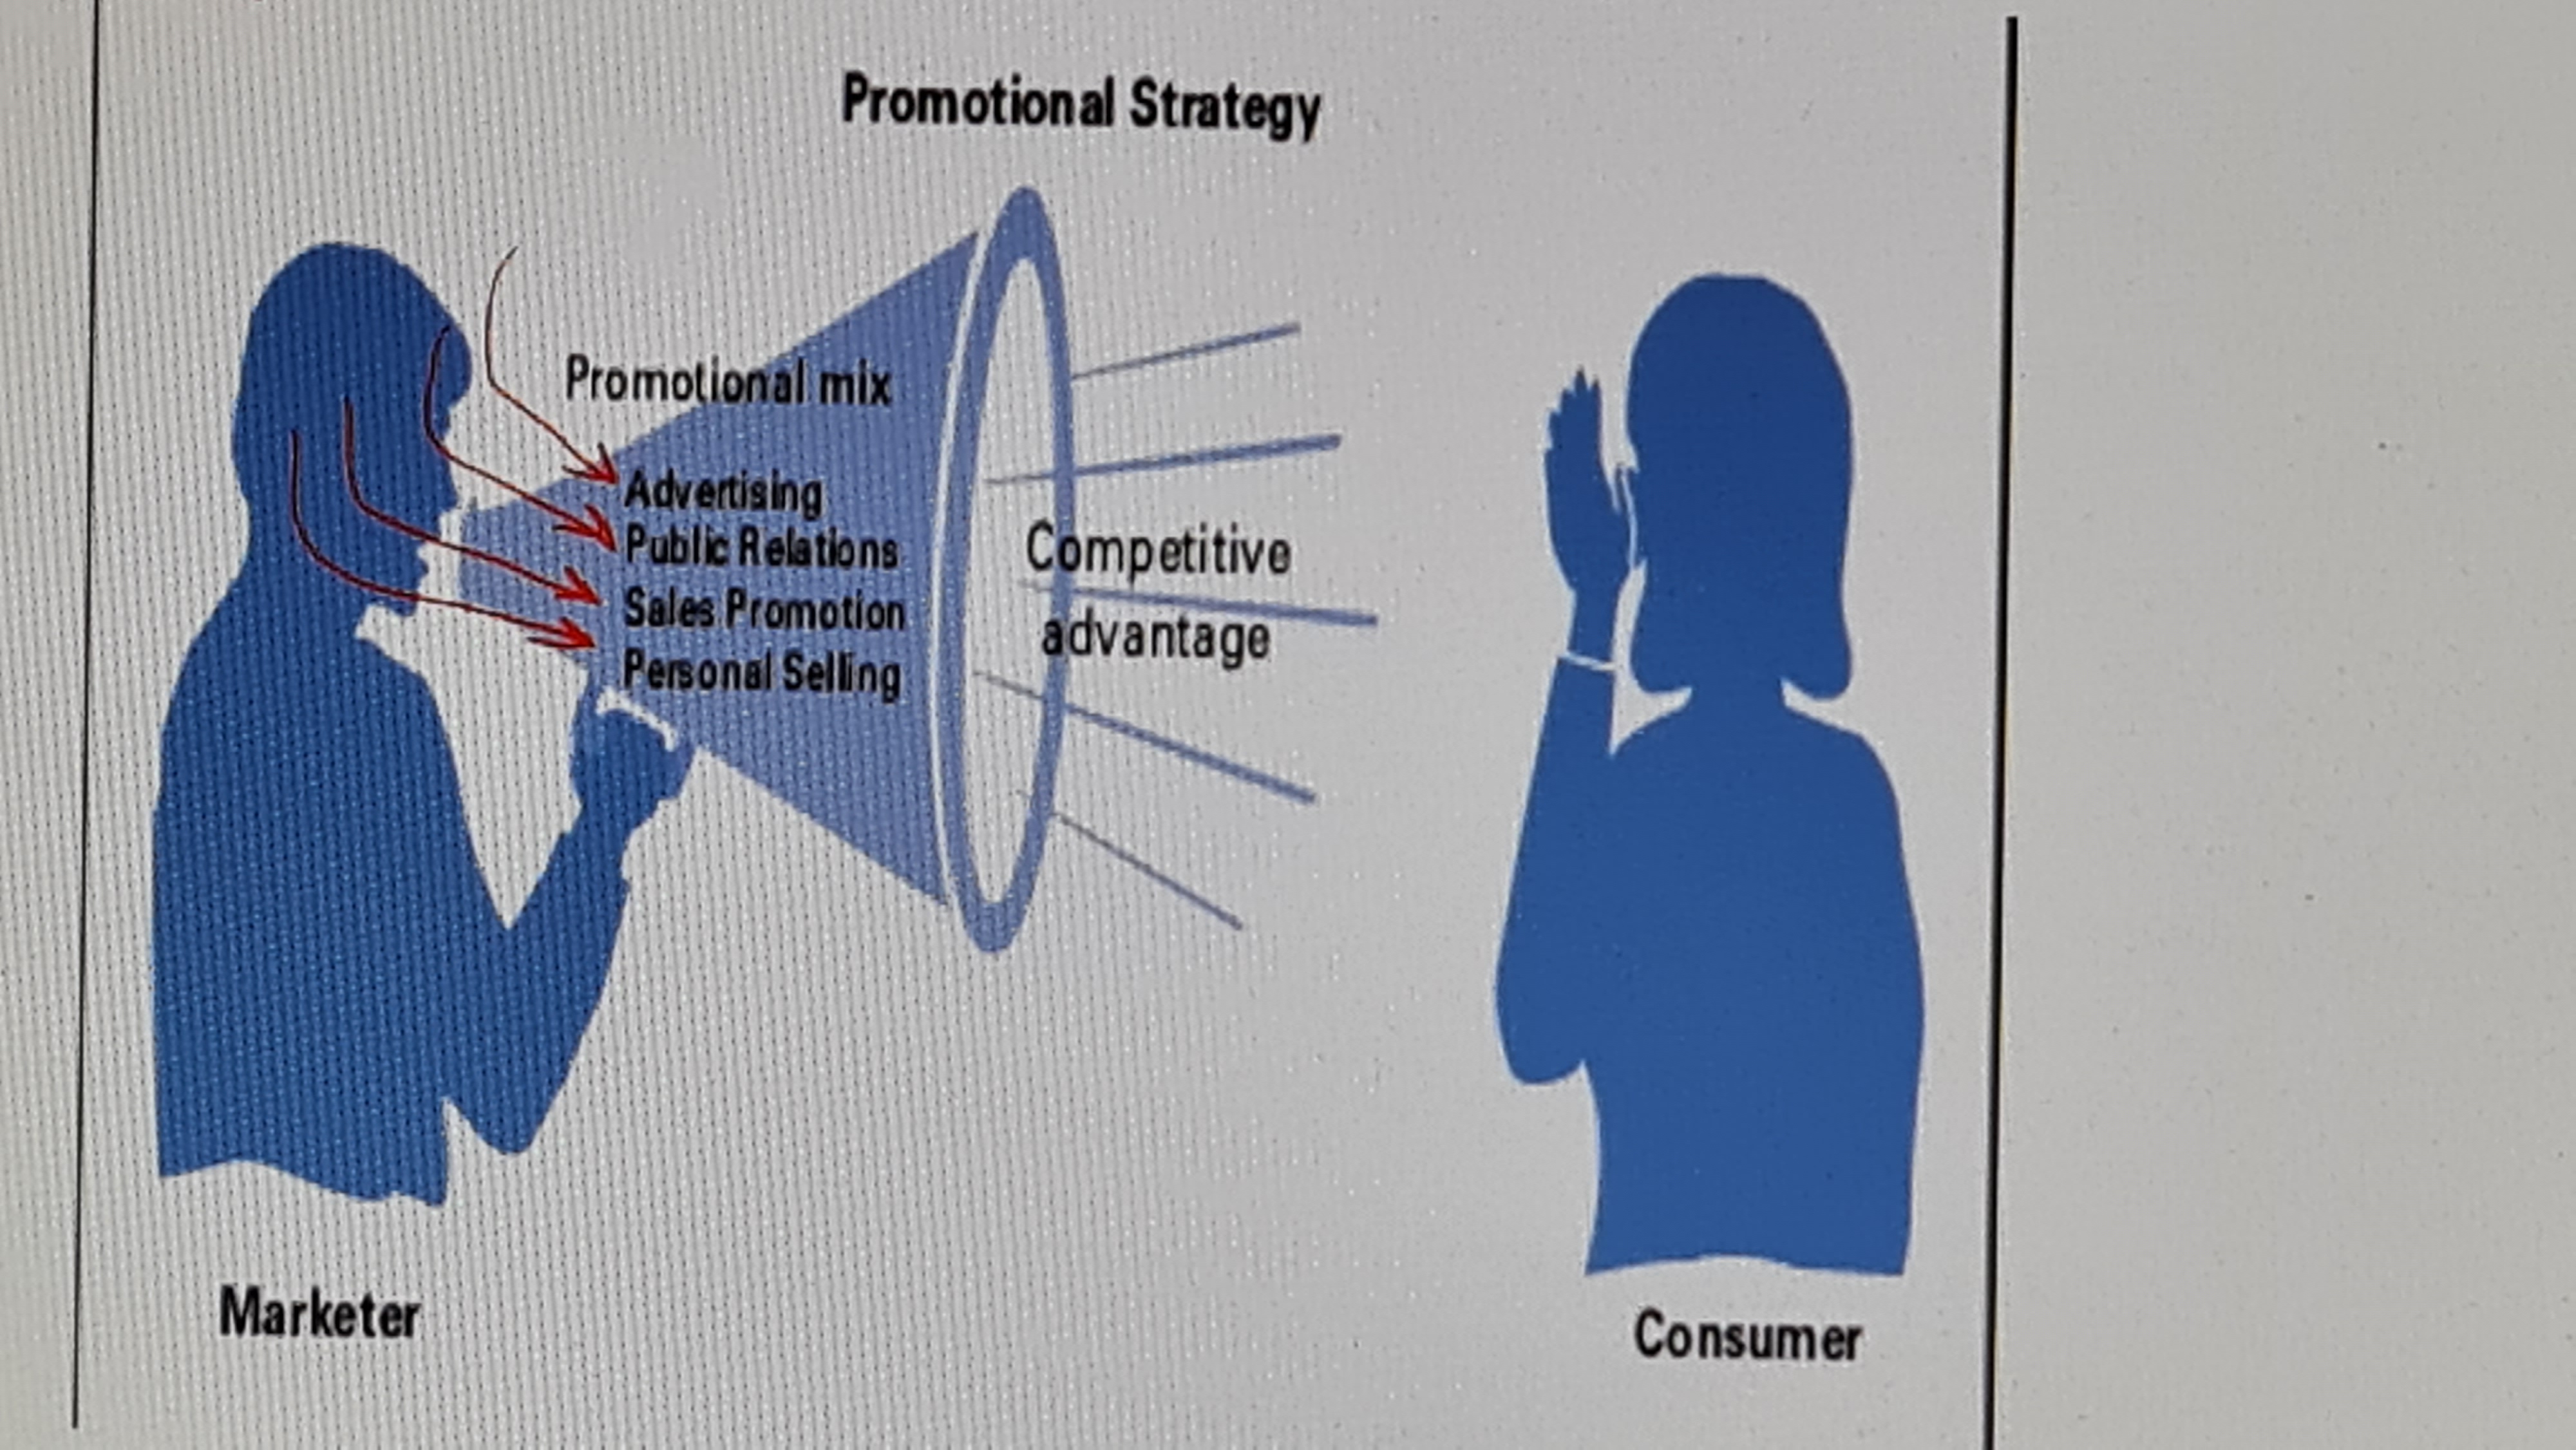 Promotional Strategy
Promotional mix
Advertising
Public Relations
Sales Promotion
Personal Selling
Competitive
advantage
Marketer
Consumer